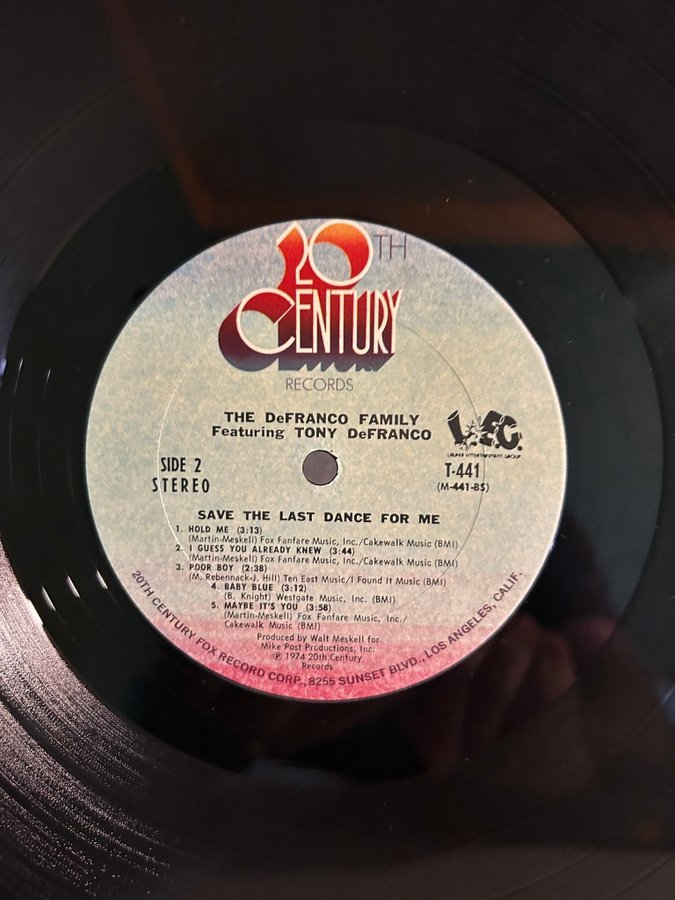 20TH
CENTURY
RECORDS
THE DeFRANCO FAMILY
Featuring TONY DeFRANCO
L.E.G.
LAUFER ENTERTAINMENT GROUP
SIDE 2
STEREO
T-441
(M-441-BS)
SAVE THE LAST DANCE FOR ME
1. HOLD ME (3:13)
(Martin-Meskell) Fox Fanfare Music, Inc./Cakewalk Music (BMI)
2. I GUESS YOU ALREADY KNEW (3:44)
(Martin-Meskell) Fox Fanfare Music, Inc./Cakewalk Music (BMI)
3. POOR BOY (2:38)
(M. Rebennack-J. Hill) Ten East Music/I Found It Music (BMI)
4. BABY BLUE (3:12)
(B. Knight) Westgate Music, Inc. (BMI)
5. MAYBE IT'S YOU (3:58)
(Martin-Meskell) Fox Fanfare Music, Inc./
Cakewalk Music (BMI)
Produced by Walt Meskell for
Mike Post Productions, Inc.
℗ 1974 20th Century
Records
20TH CENTURY FOX RECORD CORP., 8255 SUNSET BLVD., LOS ANGELES, CALIF.